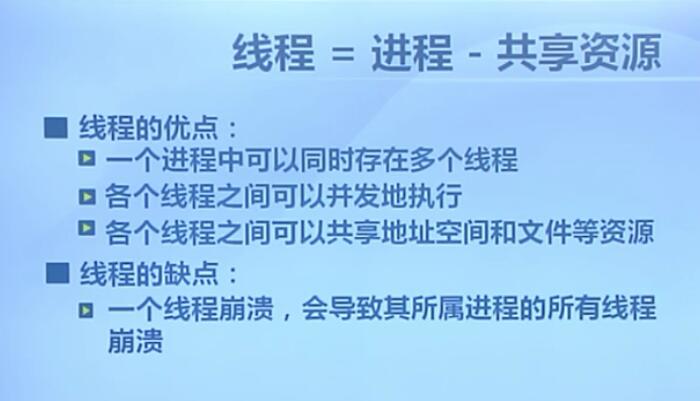 线程 = 进程 - 共享资源
线程的优点：
一个进程中可以同时存在多个线程
各个线程之间可以并发地执行
各个线程之间可以共享地址空间和文件等资源
线程的缺点：
一个线程崩溃，会导致其所属进程的所有线程
崩溃